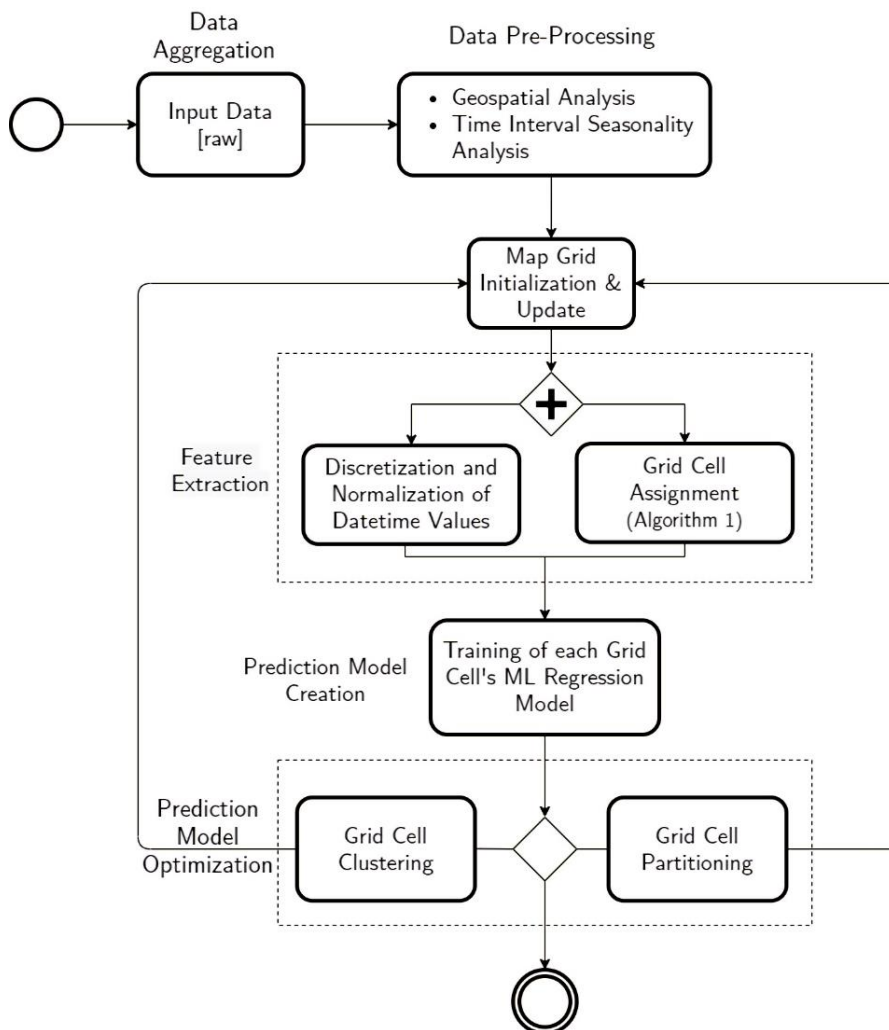 Data
Aggregation
Data Pre-Processing
Input Data
[raw]
• Geospatial Analysis
• Time Interval Seasonality
Analysis
Map Grid
Initialization &
Update
Feature
Extraction
Discretization and
Normalization of
Datetime Values
Grid Cell
Assignment
(Algorithm 1)
Prediction Model
Creation
Training of each Grid
Cell's ML Regression
Model
Prediction
Model
Optimization
Grid Cell
Clustering
Grid Cell
Partitioning